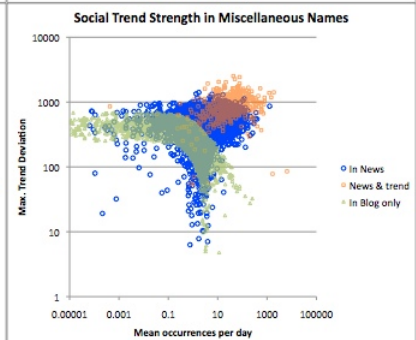 Social Trend Strength in Miscellaneous Names
10000
1000
100
10
1
Max. Trend Deviation
0.00001 0.001 0.1 10 1000 100000
Mean occurrences per day
In News
News & trend
In Blog only